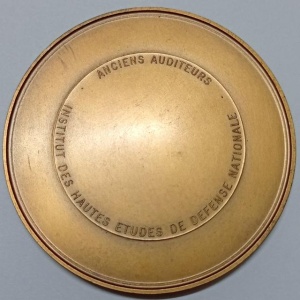 ANCIENS AUDITEURS
INSTITUT DES HAUTES ETUDES DE DEFENSE NATIONALE